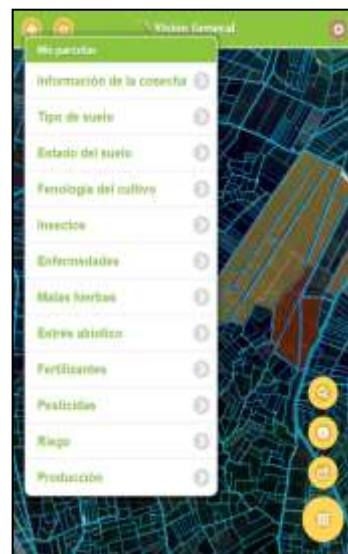 Vision General
Mis parcelas
Información de la cosecha
Tipo de suelo
Estado del suelo
Fenología del cultivo
Insectos
Enfermedades
Malas hierbas
Estrés abiótico
Fertilizantes
Pesticidas
Riego
Producción